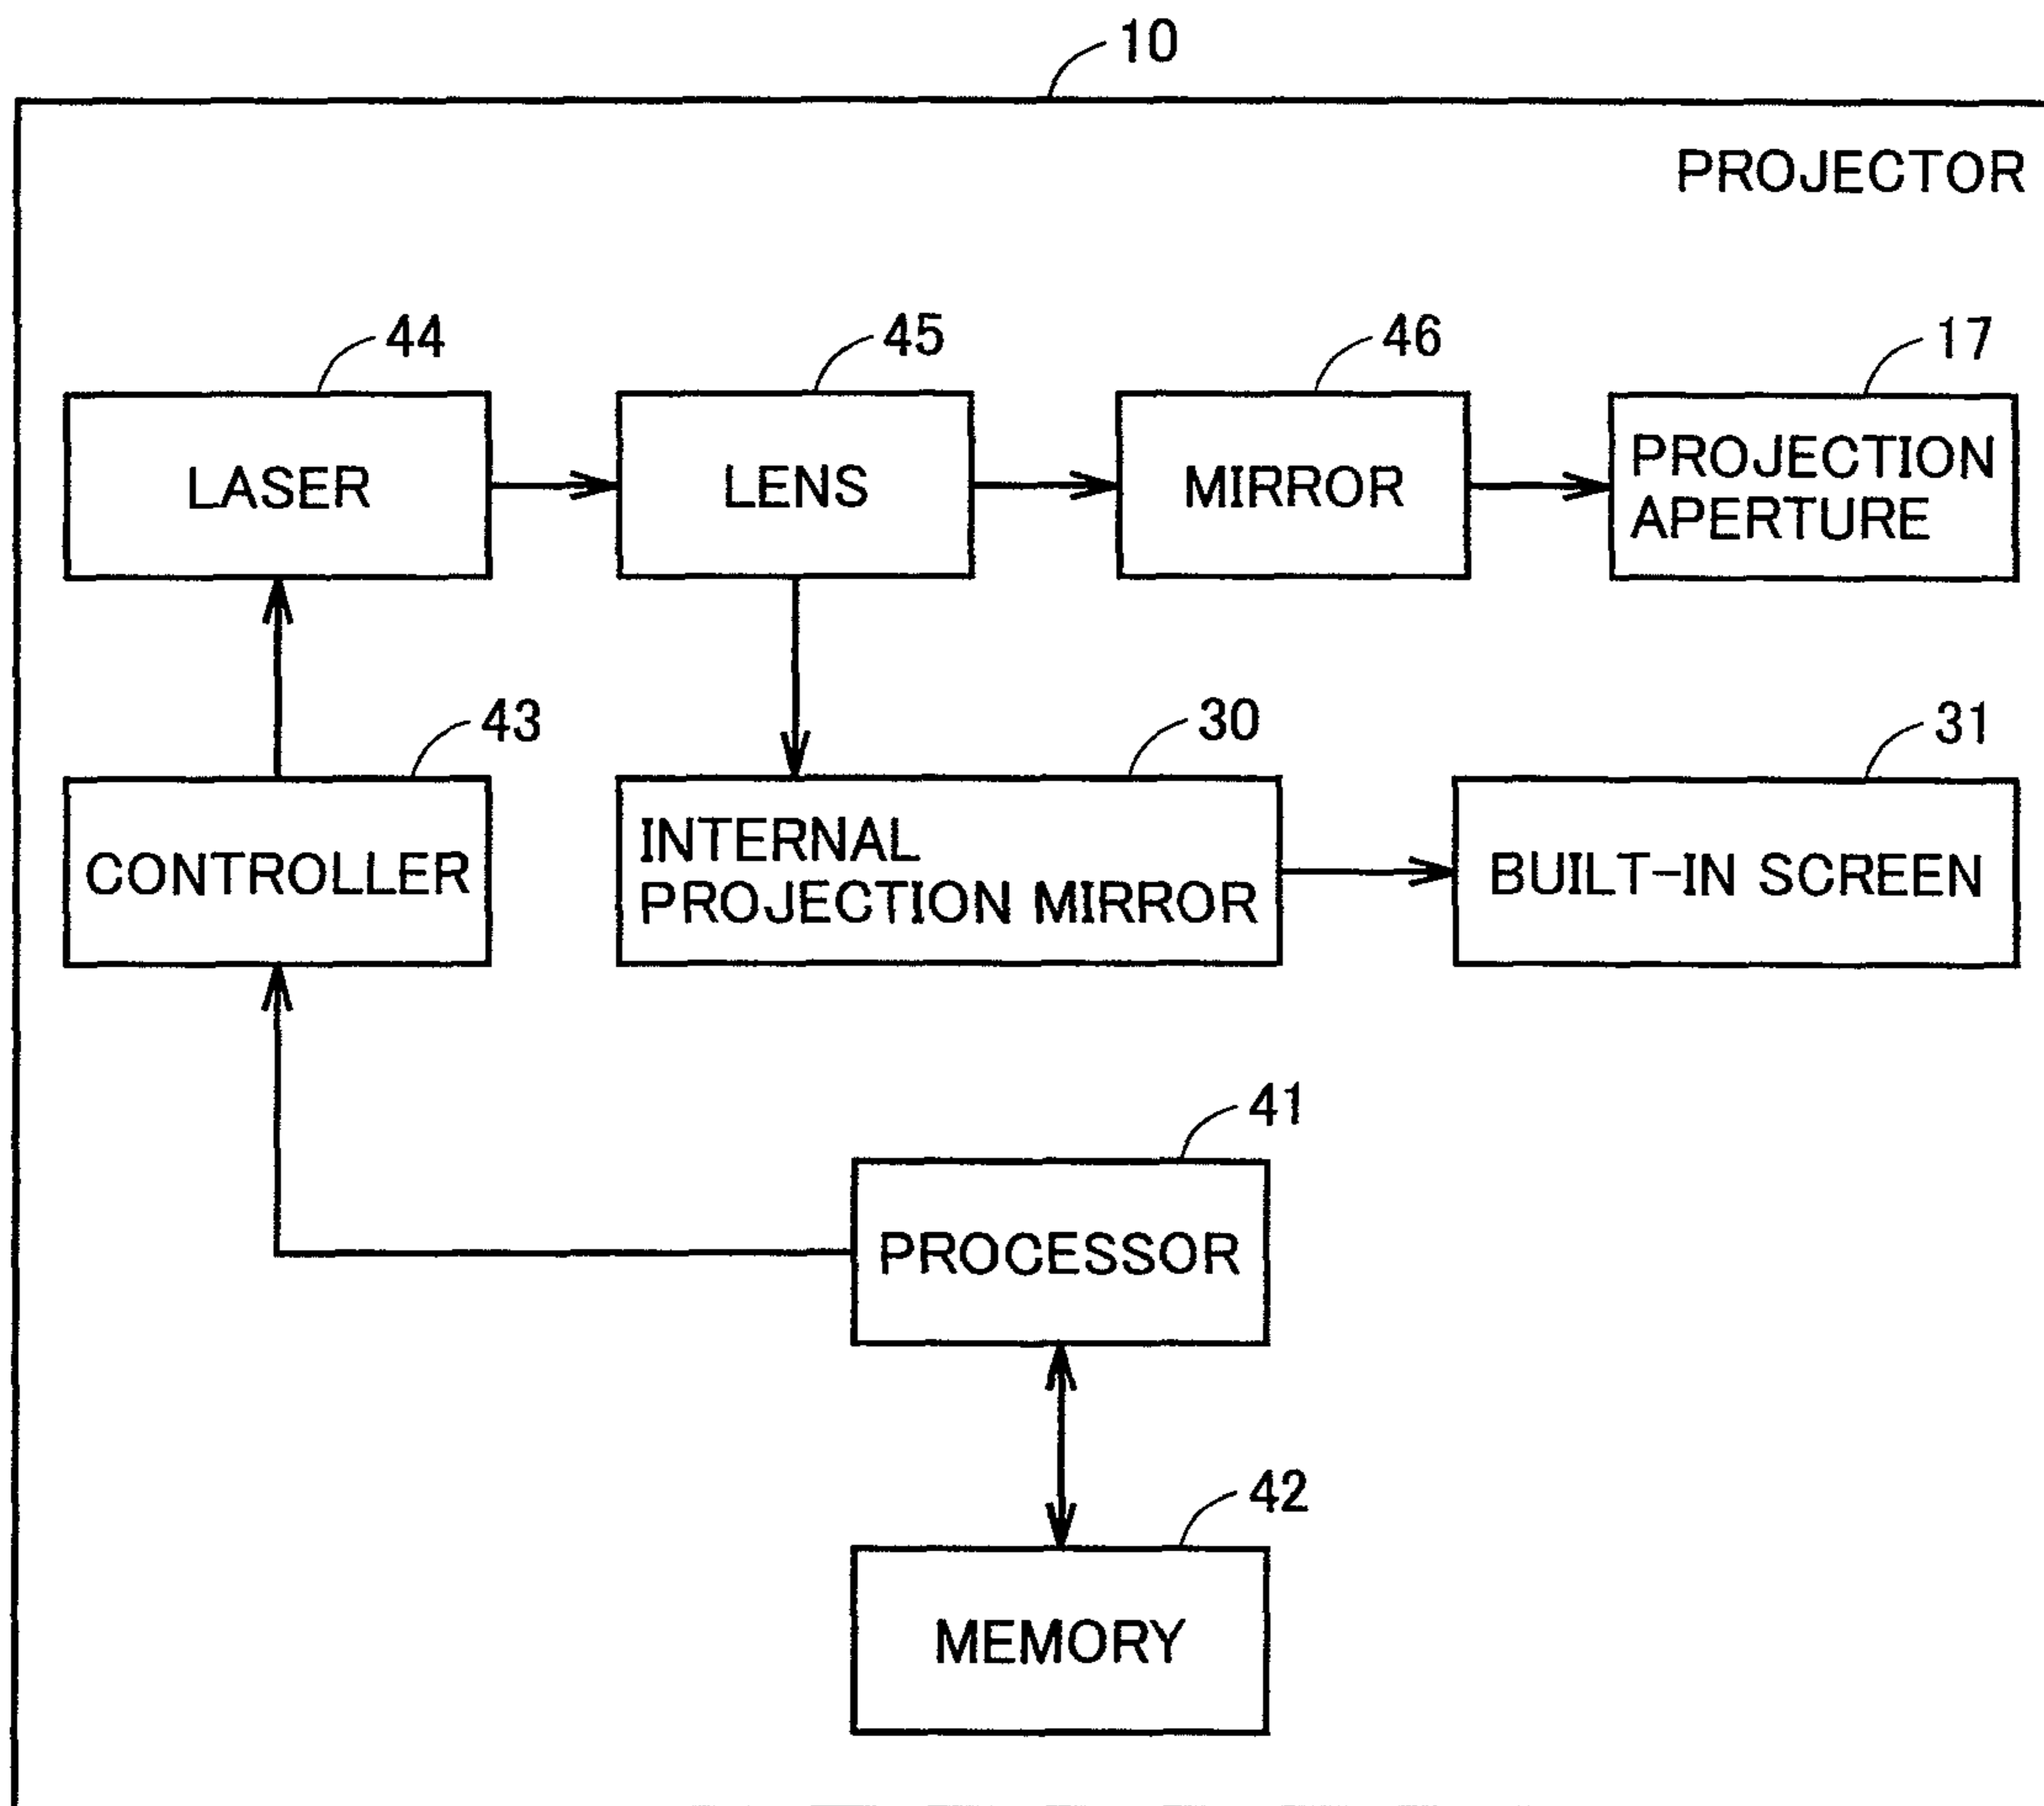 10
PROJECTOR
44
45
46
17
LASER
LENS
MIRROR
PROJECTION
APERTURE
43
30
31
CONTROLLER
INTERNAL
PROJECTION MIRROR
BUILT-IN SCREEN
41
PROCESSOR
42
MEMORY